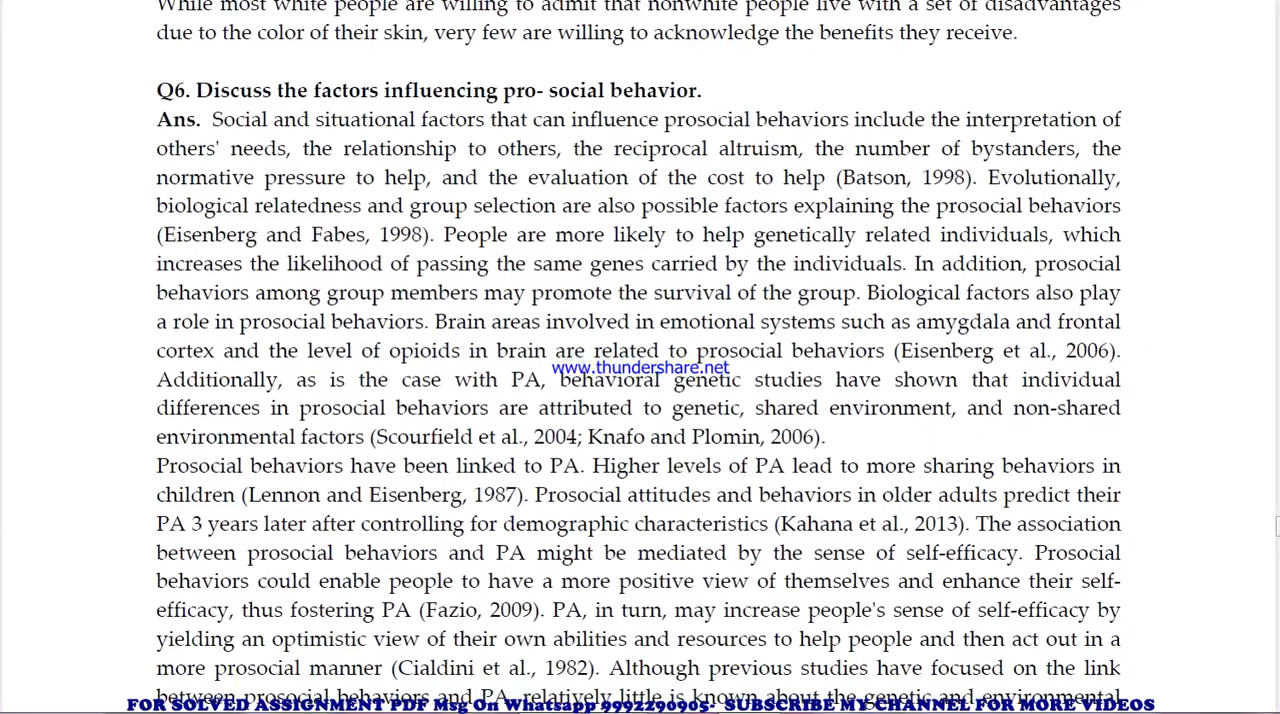 While most white people are willing to admit that nonwhite people live with a set of disadvantages
due to the color of their skin, very few are willing to acknowledge the benefits they receive.
Q6. Discuss the factors influencing pro- social behavior.
Ans. Social and situational factors that can influence prosocial behaviors include the interpretation of
others' needs, the relationship to others, the reciprocal altruism, the number of bystanders, the
normative pressure to help, and the evaluation of the cost to help (Batson, 1998). Evolutionally,
biological relatedness and group selection are also possible factors explaining the prosocial behaviors
(Eisenberg and Fabes, 1998). People are more likely to help genetically related individuals, which
increases the likelihood of passing the same genes carried by the individuals. In addition, prosocial
behaviors among group members may promote the survival of the group. Biological factors also play
a role in prosocial behaviors. Brain areas involved in emotional systems such as amygdala and frontal
cortex and the level of opioids in brain are related to prosocial behaviors (Eisenberg et al., 2006).
www.thundershare.net
Additionally, as is the case with PA, behavioral genetic studies have shown that individual
differences in prosocial behaviors are attributed to genetic, shared environment, and non-shared
environmental factors (Scourfield et al., 2004; Knafo and Plomin, 2006).
Prosocial behaviors have been linked to PA. Higher levels of PA lead to more sharing behaviors in
children (Lennon and Eisenberg, 1987). Prosocial attitudes and behaviors in older adults predict their
PA 3 years later after controlling for demographic characteristics (Kahana et al., 2013). The association
between prosocial behaviors and PA might be mediated by the sense of self-efficacy. Prosocial
behaviors could enable people to have a more positive view of themselves and enhance their self-
efficacy, thus fostering PA (Fazio, 2009). PA, in turn, may increase people's sense of self-efficacy by
yielding an optimistic view of their own abilities and resources to help people and then act out in a
more prosocial manner (Cialdini et al., 1982). Although previous studies have focused on the link
between prosocial behaviors and PA, relatively little is known about the genetic and environmental
FOR SOLVED ASSIGNMENT PDF Msg On Whatsapp 9992290905- SUBSCRIBE MY CHANNEL FOR MORE VIDEOS